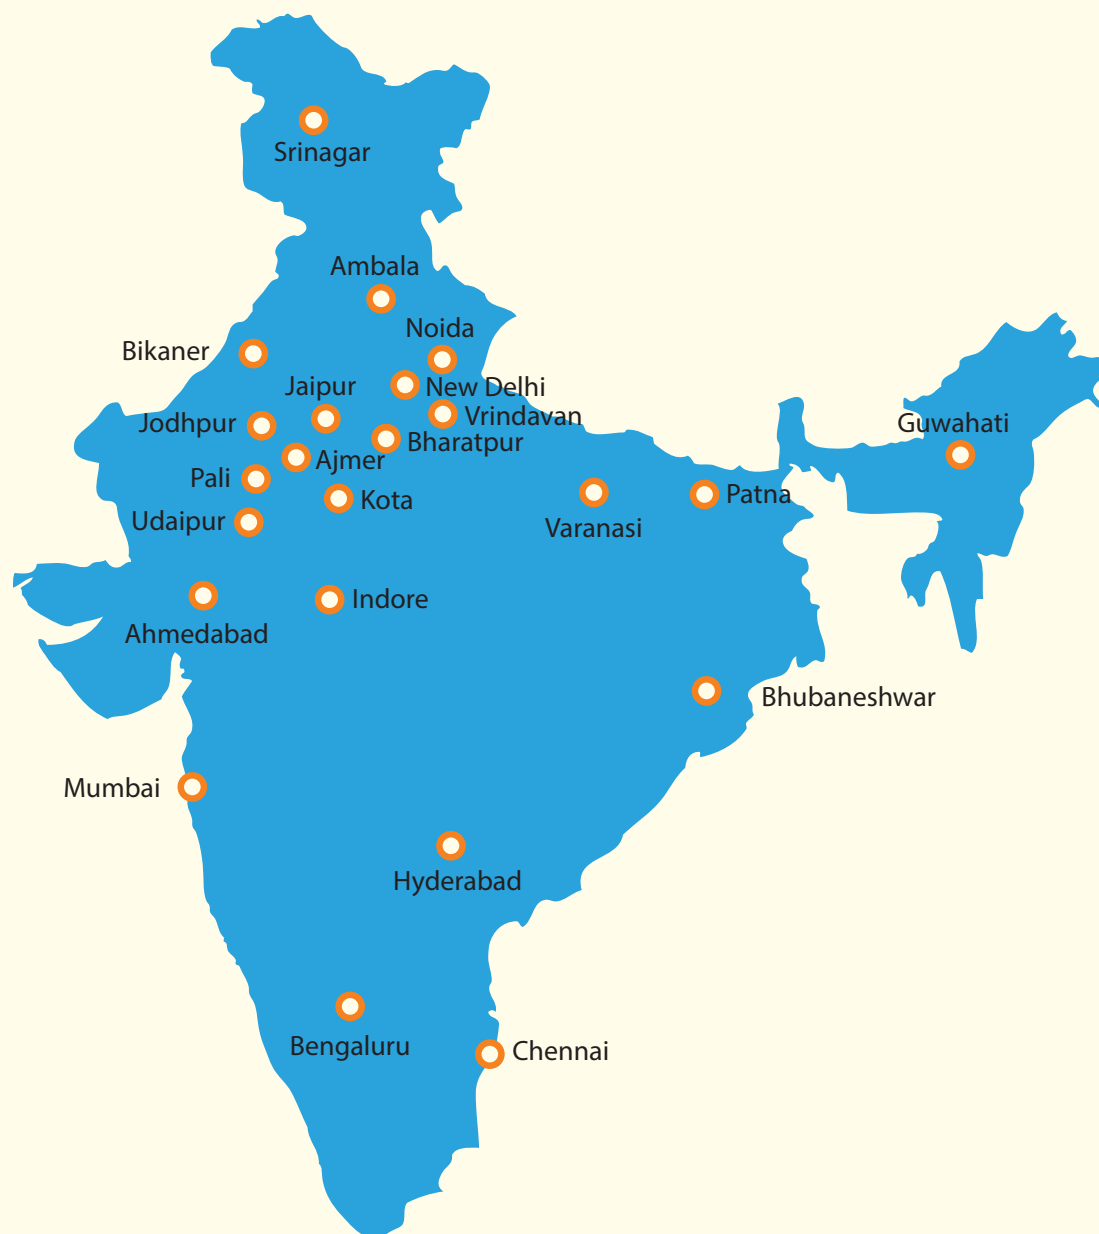 Srinagar
Ambala
Noida
Bikaner
Jaipur
New Delhi
Vrindavan
Jodhpur
Bharatpur
Guwahati
Ajmer
Pali
Kota
Patna
Udaipur
Varanasi
Indore
Ahmedabad
Bhubaneshwar
Mumbai
Hyderabad
Bengaluru
Chennai